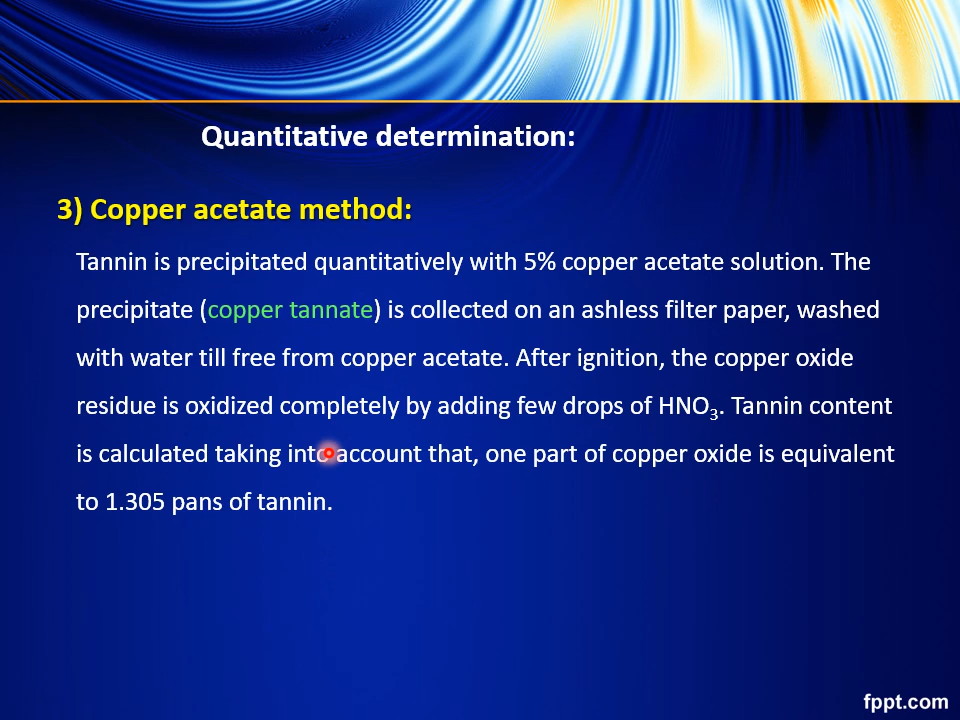 Quantitative determination:
3) Copper acetate method:
Tannin is precipitated quantitatively with 5% copper acetate solution. The
precipitate (copper tannate) is collected on an ashless filter paper, washed
with water till free from copper acetate. After ignition, the copper oxide
residue is oxidized completely by adding few drops of HNO₃. Tannin content
is calculated taking into account that, one part of copper oxide is equivalent
to 1.305 pans of tannin.
fppt.com